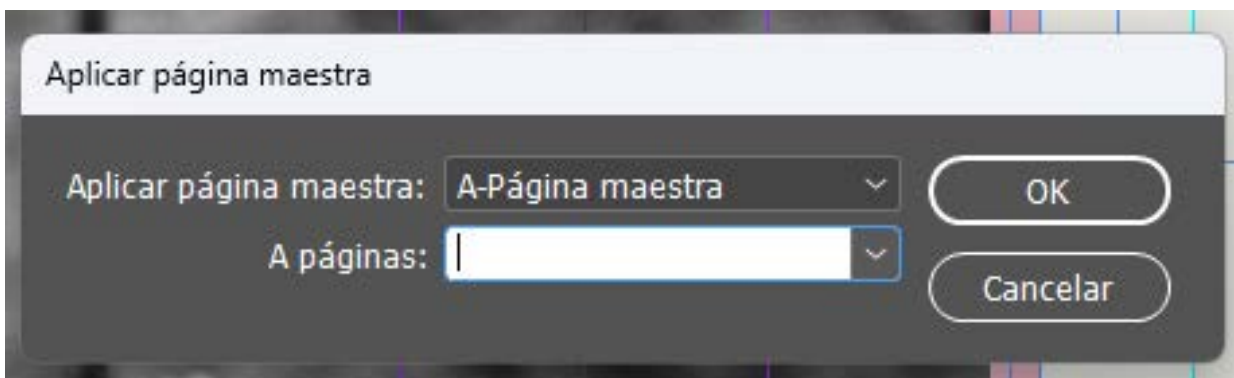 Aplicar página maestra
Aplicar página maestra: A-Página maestra
OK
A páginas:
Cancelar